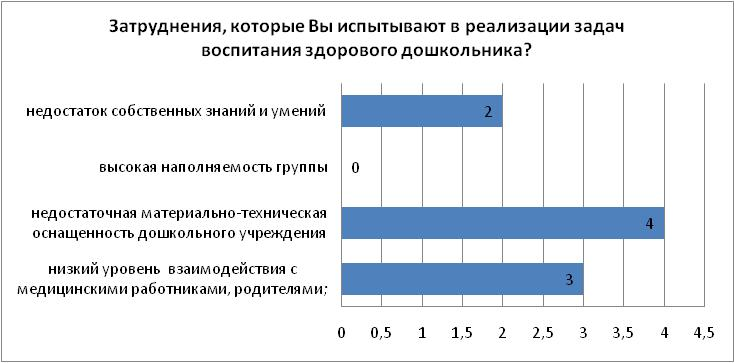 Затруднения, которые Вы испытывают в реализации задач
воспитания здорового дошкольника?
недостаток собственных знаний и умений
2
высокая наполняемость группы
0
недостаточная материально-техническая
оснащенность дошкольного учреждения
4
низкий уровень взаимодействия с
медицинскими работниками, родителями;
3
0 0,5 1 1,5 2 2,5 3 3,5 4 4,5